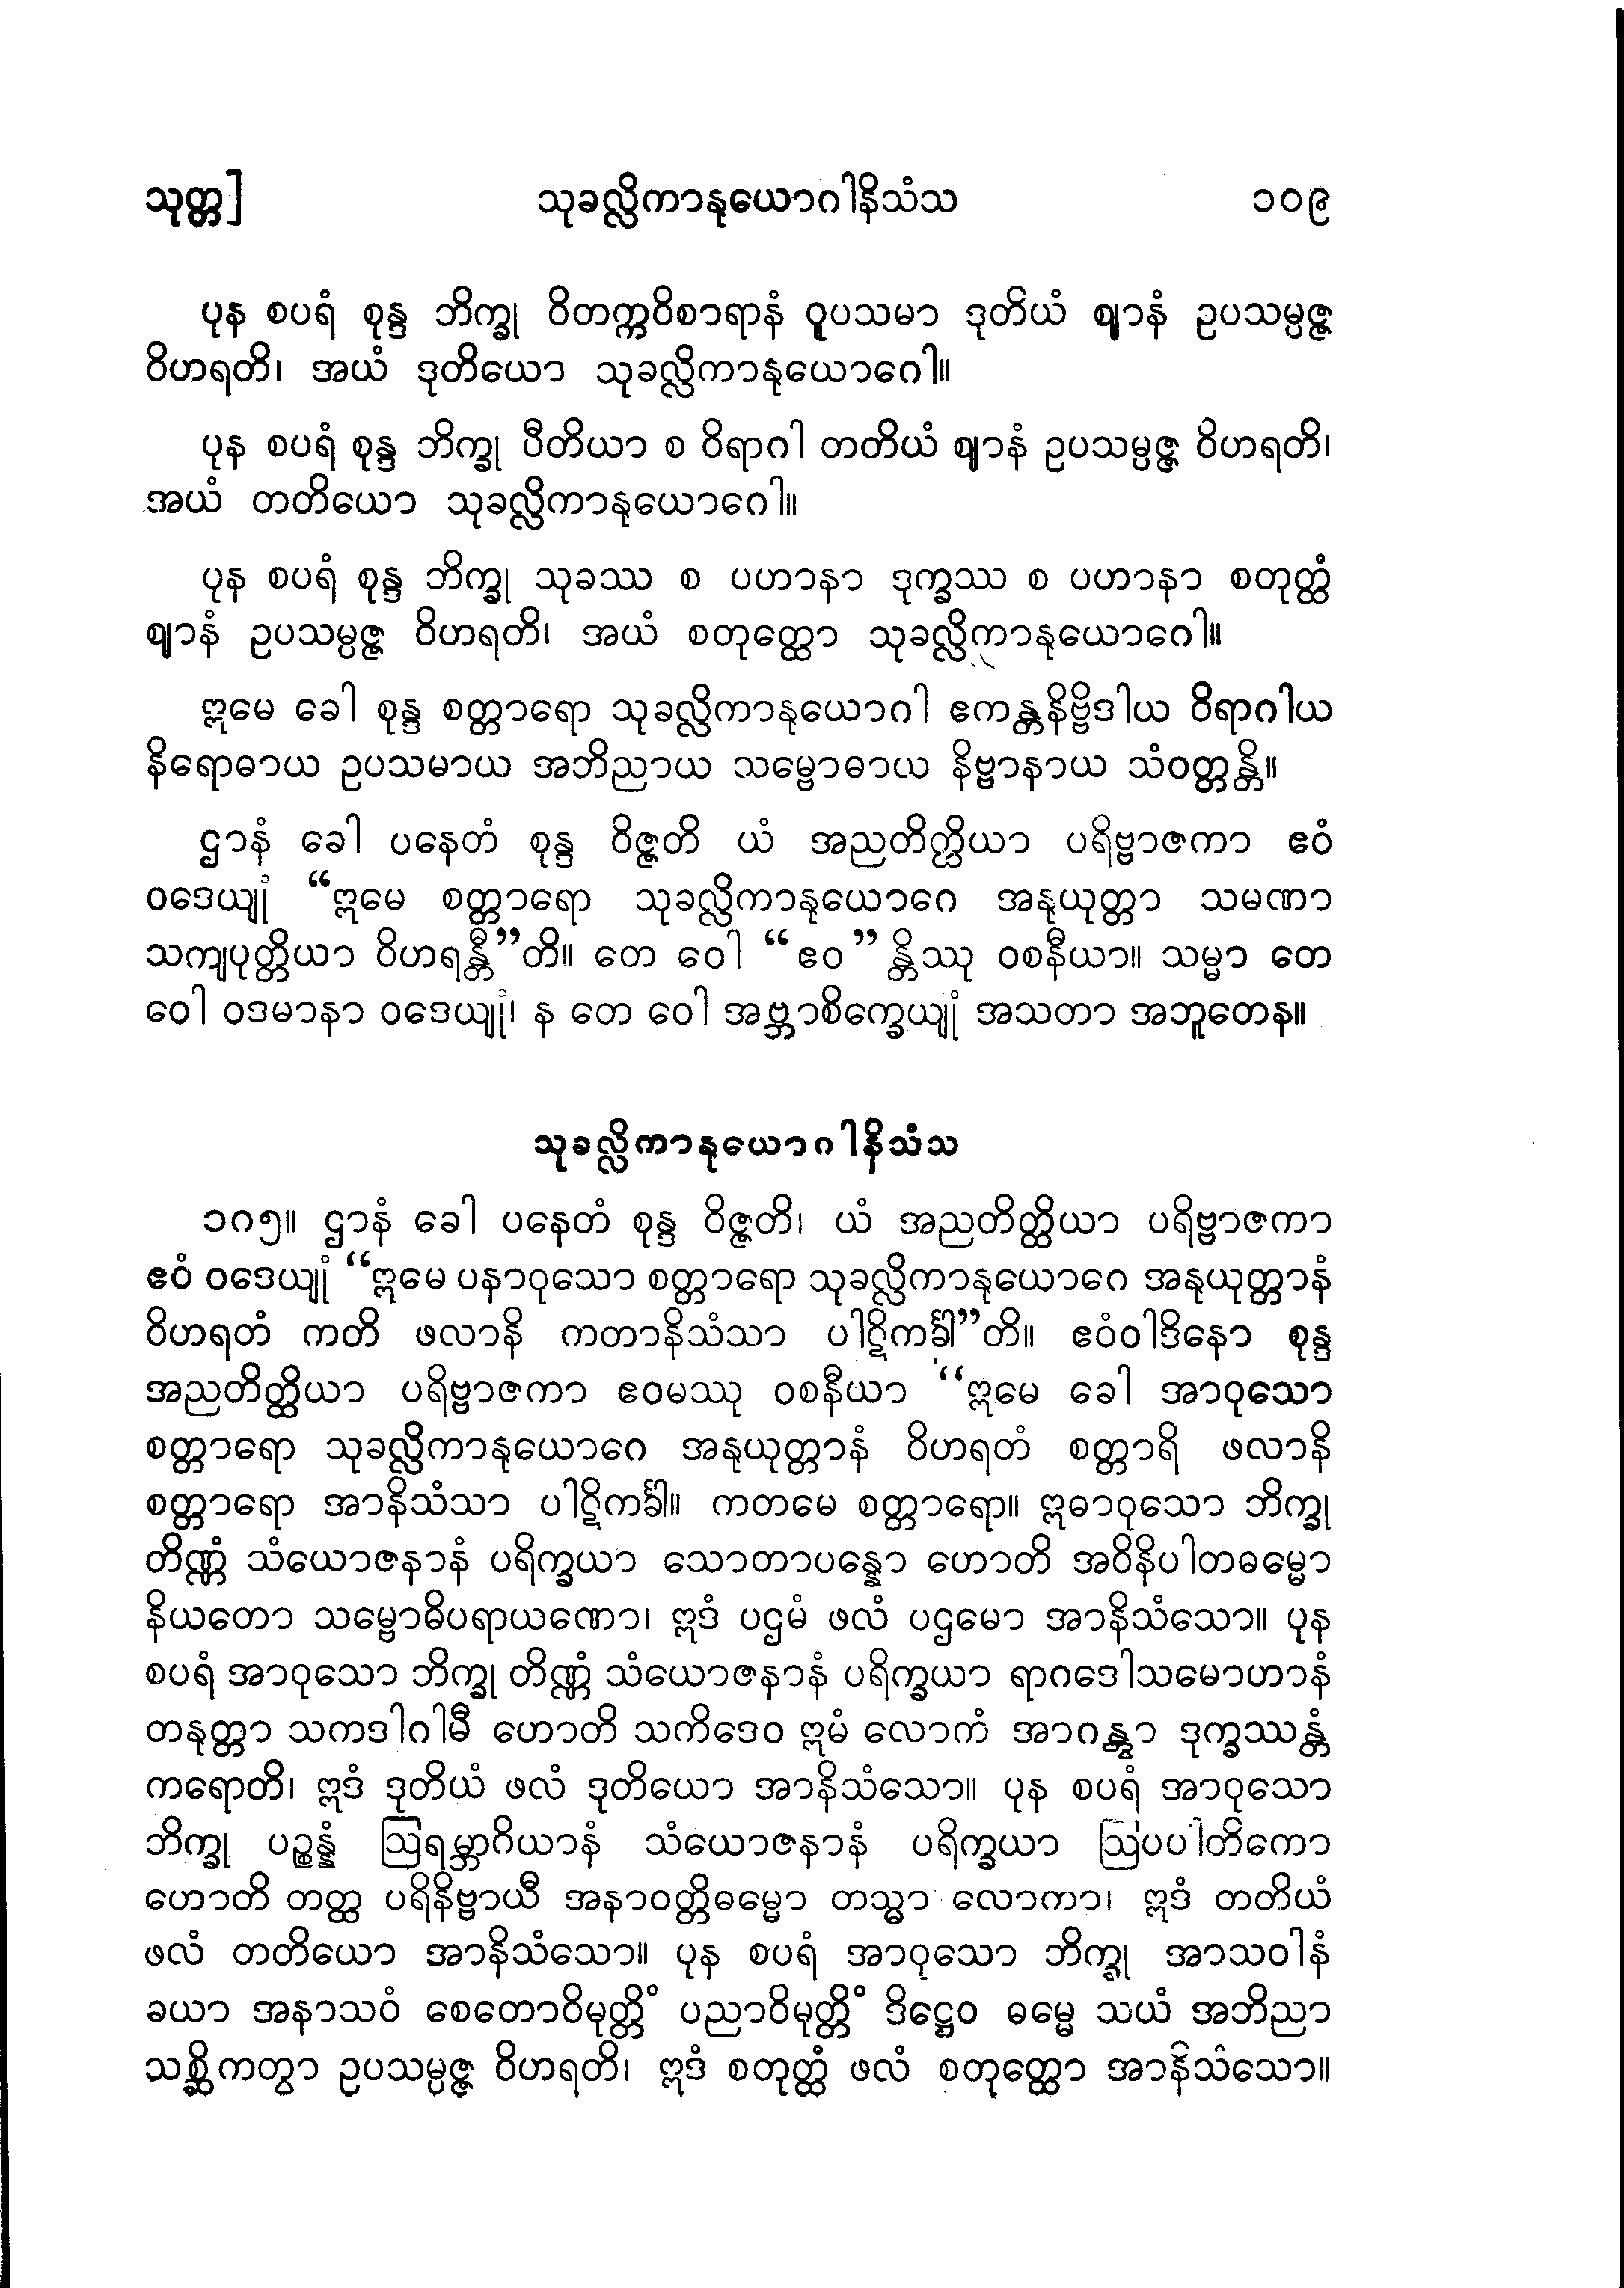 သုတ္တ] သုခလ္လိကာနုယောဂါနိသံသ ၁၀၉
ပုန စပရံ စုန္ဒ ဘိက္ခု ဝိတက္ကဝိစာရာနံ ဝူပသမာ ဒုတိယံ ဈာနံ ဥပသမ္ပဇ္ဇ
ဝိဟရတိ၊ အယံ ဒုတိယော သုခလ္လိကာနုယောဂေါ။
ပုန စပရံ စုန္ဒ ဘိက္ခု ပီတိယာ စ ဝိရာဂါ တတိယံ ဈာနံ ဥပသမ္ပဇ္ဇ ဝိဟရတိ၊
အယံ တတိယော သုခလ္လိကာနုယောဂေါ။
ပုန စပရံ စုန္ဒ ဘိက္ခု သုခဿ စ ပဟာနာ ဒုက္ခဿ စ ပဟာနာ စတုတ္ထံ
ဈာနံ ဥပသမ္ပဇ္ဇ ဝိဟရတိ၊ အယံ စတုတ္ထော သုခလ္လိကာနုယောဂေါ။
ဣမေ ခေါ စုန္ဒ စတ္တာရော သုခလ္လိကာနုယောဂါ ဧကန္တနိဗ္ဗိဒါယ ဝိရာဂါယ
နိရောဓာယ ဥပသမာယ အဘိညာယ သမ္ဗောဓာယ နိဗ္ဗာနာယ သံဝတ္တန္တိ။
ဌာနံ ခေါ ပနေတံ စုန္ဒ ဝိဇ္ဇတိ ယံ အညတိတ္ထိယာ ပရိဗ္ဗာဇကာ ဧဝံ
ဝဒေယျုံ “ဣမေ စတ္တာရော သုခလ္လိကာနုယောဂေ အနုယုတ္တာ သမဏာ
သကျပုတ္တိယာ ဝိဟရန္တီ”တိ။ တေ ဝေါ “ဧဝ” န္တိဿု ဝစနီယာ။ သမ္မာ တေ
ဝေါ ဝဒမာနာ ဝဒေယျုံ၊ န တေ ဝေါ အဗ္ဘာစိက္ခေယျုံ အသတာ အဘူတေန။
သုခလ္လိကာနုယောဂါနိသံသ
၁၈၅။ ဌာနံ ခေါ ပနေတံ စုန္ဒ ဝိဇ္ဇတိ၊ ယံ အညတိတ္ထိယာ ပရိဗ္ဗာဇကာ
ဧဝံ ဝဒေယျုံ “ဣမေ ပနာဝုသော စတ္တာရော သုခလ္လိကာနုယောဂေ အနုယုတ္တာနံ
ဝိဟရတံ ကတိ ဖလာနိ ကတာနိသံသာ ပါဋိကင်္ခါ”တိ။ ဧဝံဝါဒိနော စုန္ဒ
အညတိတ္ထိယာ ပရိဗ္ဗာဇကာ ဧဝမဿု ဝစနီယာ “ဣမေ ခေါ အာဝုသော
စတ္တာရော သုခလ္လိကာနုယောဂေ အနုယုတ္တာနံ ဝိဟရတံ စတ္တာရိ ဖလာနိ
စတ္တာရော အာနိသံသာ ပါဋိကင်္ခါ။ ကတမေ စတ္တာရော။ ဣဓာဝုသော ဘိက္ခု
တိဏ္ဏံ သံယောဇနာနံ ပရိက္ခယာ သောတာပန္နော ဟောတိ အဝိနိပါတဓမ္မော
နိယတော သမ္ဗောဓိပရာယဏော၊ ဣဒံ ပဌမံ ဖလံ ပဌမော အာနိသံသော။ ပုန
စပရံ အာဝုသော ဘိက္ခု တိဏ္ဏံ သံယောဇနာနံ ပရိက္ခယာ ရာဂဒေါသမောဟာနံ
တနုတ္တာ သကဒါဂါမီ ဟောတိ သကိဒေဝ ဣမံ လောကံ အာဂန္တွာ ဒုက္ခဿန္တံ
ကရောတိ၊ ဣဒံ ဒုတိယံ ဖလံ ဒုတိယော အာနိသံသော။ ပုန စပရံ အာဝုသော
ဘိက္ခု ပဉ္စန္နံ ဩရမ္ဘာဂိယာနံ သံယောဇနာနံ ပရိက္ခယာ ဩပပါတိကော
ဟောတိ တတ္ထ ပရိနိဗ္ဗာယီ အနာဝတ္တိဓမ္မော တသ္မာ လောကာ၊ ဣဒံ တတိယံ
ဖလံ တတိယော အာနိသံသော။ ပုန စပရံ အာဝုသော ဘိက္ခု အာသဝါနံ
ခယာ အနာသဝံ စေတောဝိမုတ္တိံ ပညာဝိမုတ္တိံ ဒိဋ္ဌေဝ ဓမ္မေ သယံ အဘိညာ
သစ္ဆိကတွာ ဥပသမ္ပဇ္ဇ ဝိဟရတိ၊ ဣဒံ စတုတ္ထံ ဖလံ စတုတ္ထော အာနိသံသော။